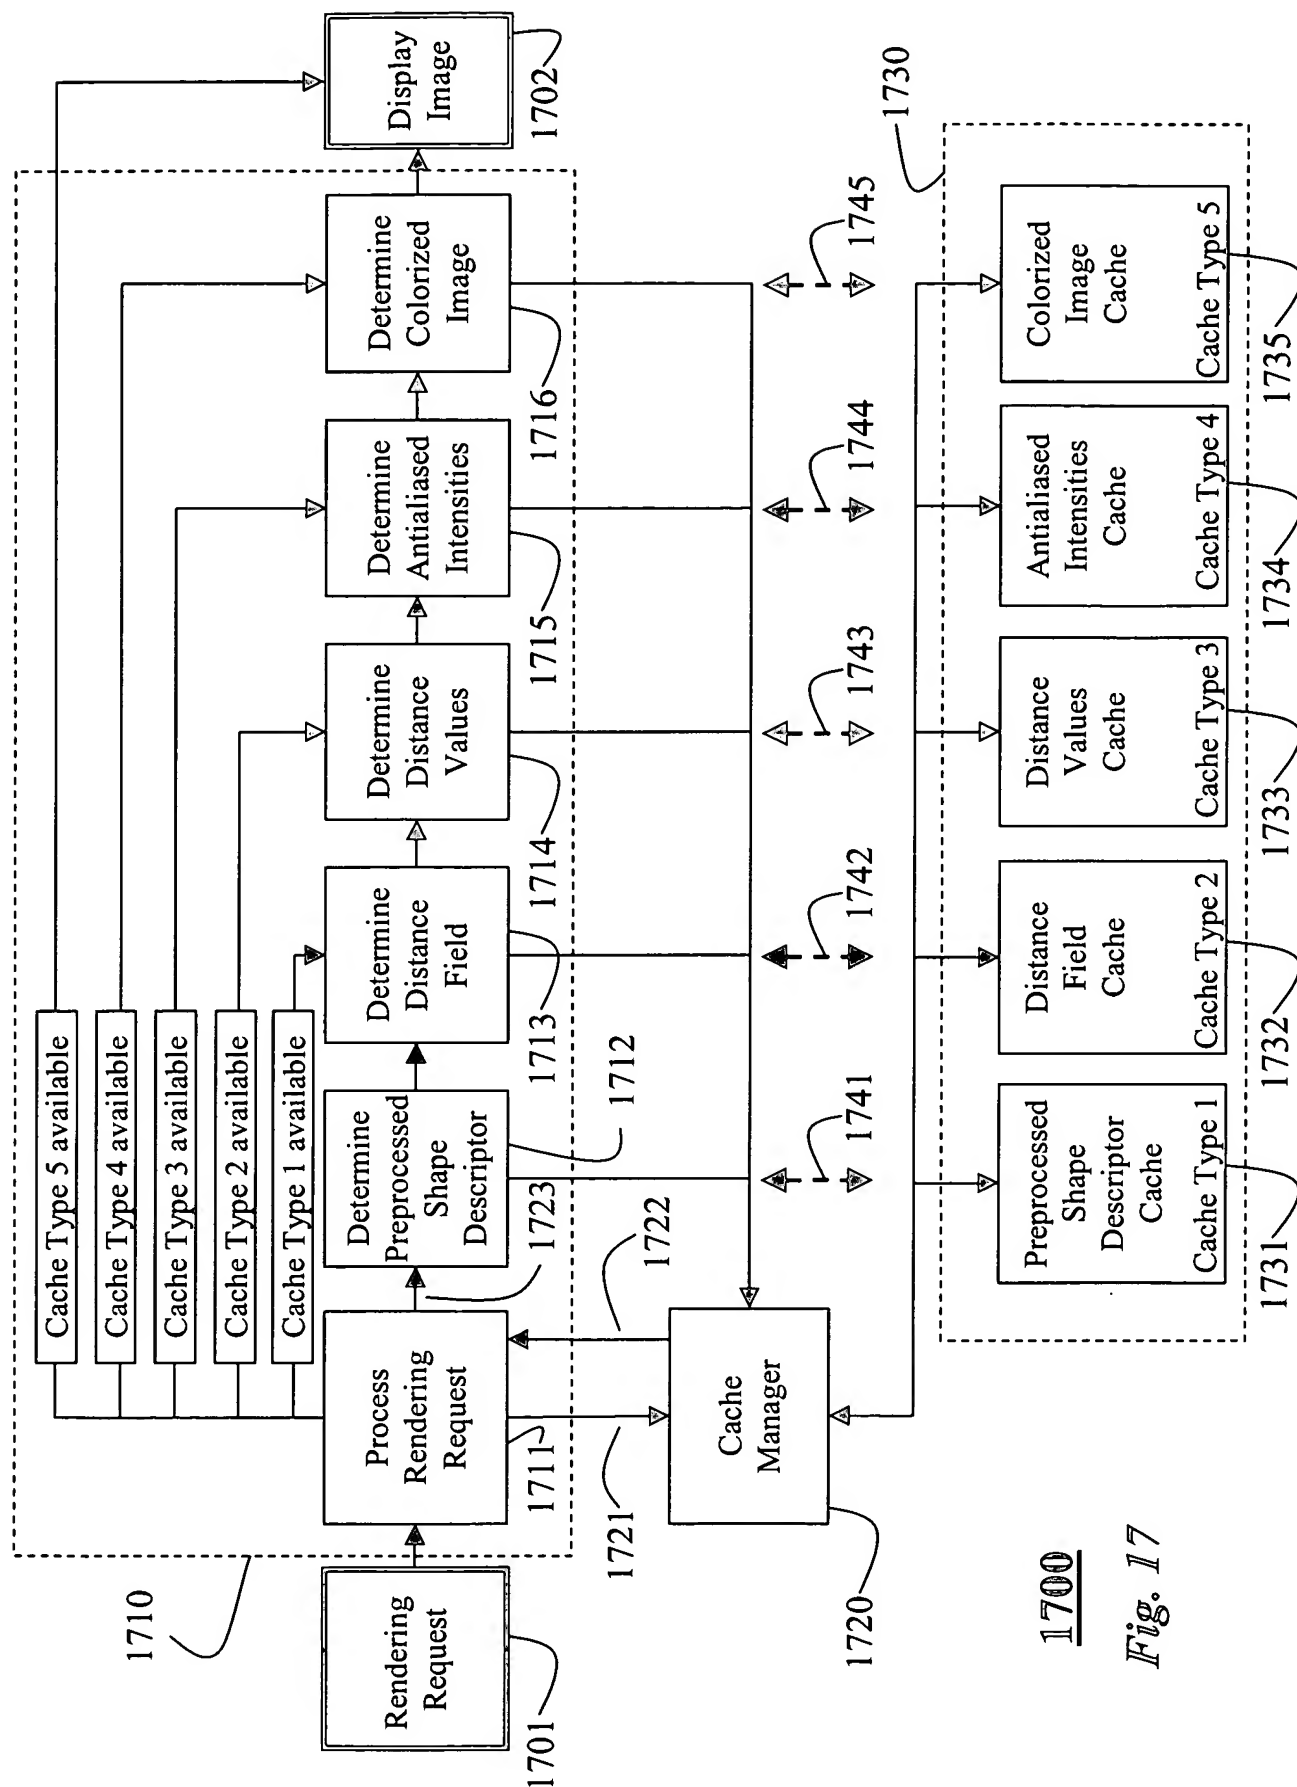 Cache Type 5 available
Cache Type 4 available
Cache Type 3 available
Cache Type 2 available
Cache Type 1 available
1710
Rendering
Request
1701
Process
Rendering
Request
1711
Determine
Preprocessed
Shape
Descriptor
1712
Determine
Distance
Field
1713
Determine
Distance
Values
1714
Determine
Antialiased
Intensities
1715
Determine
Colorized
Image
1716
Display
Image
1702
1721
1722
1723
Cache
Manager
1720
1741
1742
1743
1744
1745
1730
Preprocessed
Shape
Descriptor
Cache
Cache Type 1
1731
Distance
Field
Cache
Cache Type 2
1732
Distance
Values
Cache
Cache Type 3
1733
Antialiased
Intensities
Cache
Cache Type 4
1734
Colorized
Image
Cache
Cache Type 5
1735
1700
Fig. 17